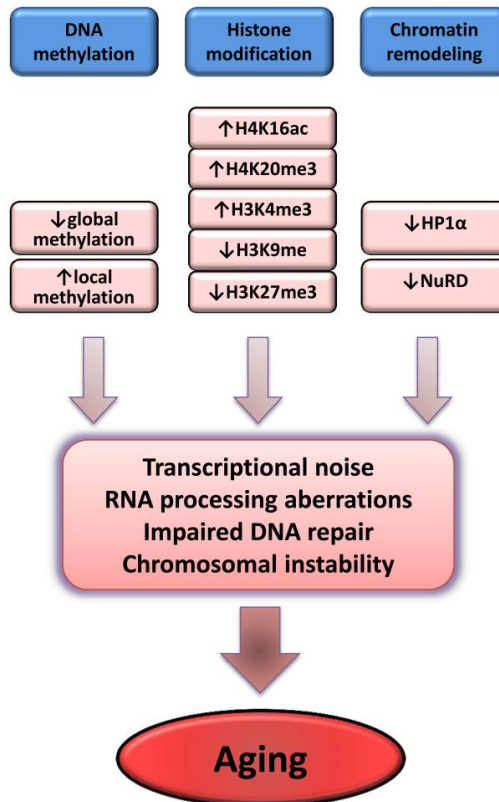 DNA
methylation
Histone
modification
Chromatin
remodeling
↓global
methylation
↑local
methylation
↑H4K16ac
↑H4K20me3
↑H3K4me3
↓H3K9me
↓H3K27me3
↓HP1α
↓NuRD
Transcriptional noise
RNA processing aberrations
Impaired DNA repair
Chromosomal instability
Aging